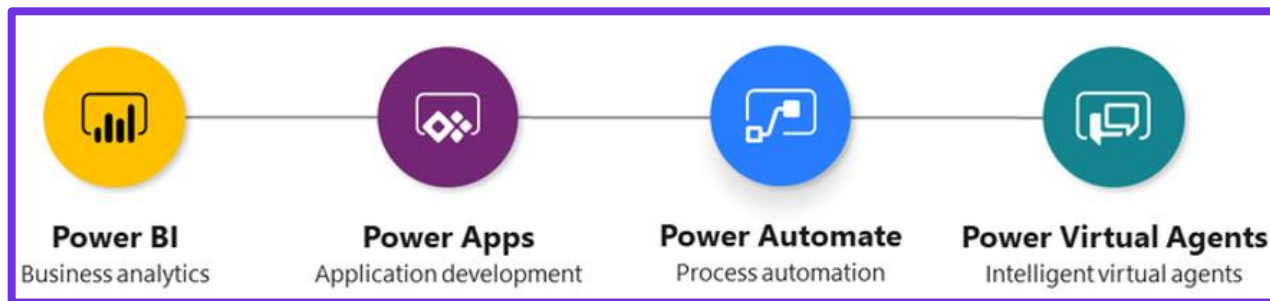 Power BI
Business analytics
Power Apps
Application development
Power Automate
Process automation
Power Virtual Agents
Intelligent virtual agents